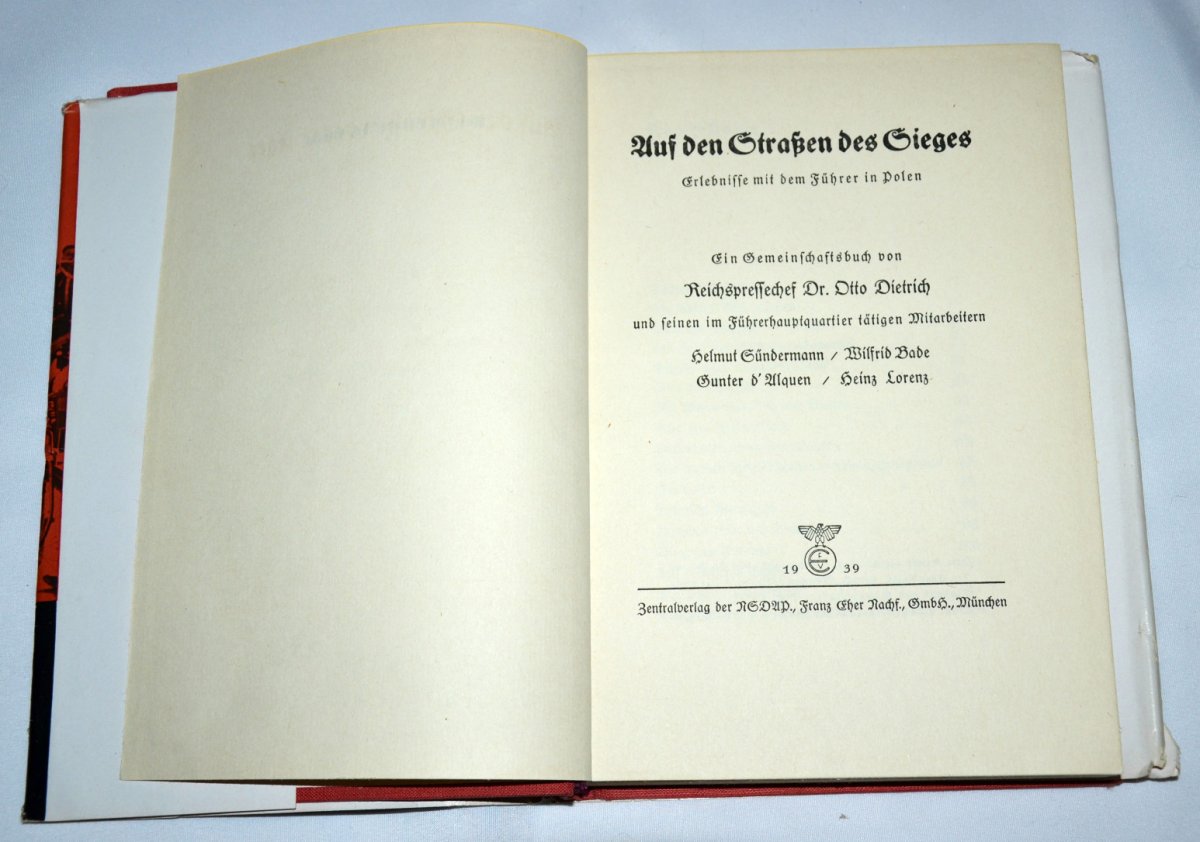 Auf den Straßen des Sieges
Erlebnisse mit dem Führer in Polen
Ein Gemeinschaftsbuch von
Reichspressechef Dr. Otto Dietrich
und seinen im Führerhauptquartier tätigen Mitarbeitern
Helmut Sündermann / Wilfrid Bade
Gunter d'Alquen / Heinz Lorenz
19 39
Zentralverlag der NSDAP., Franz Eher Nachf., GmbH., München